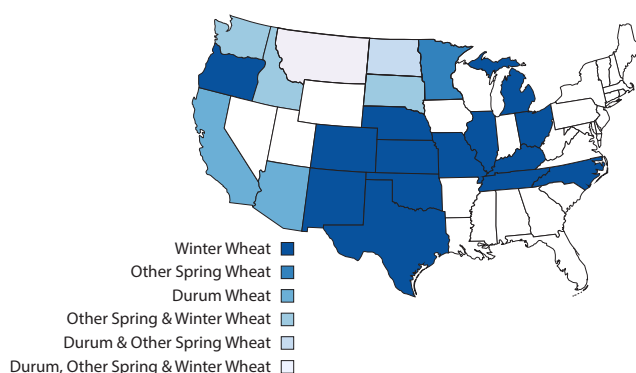 Winter Wheat
Other Spring Wheat
Durum Wheat
Other Spring & Winter Wheat
Durum & Other Spring Wheat
Durum, Other Spring & Winter Wheat